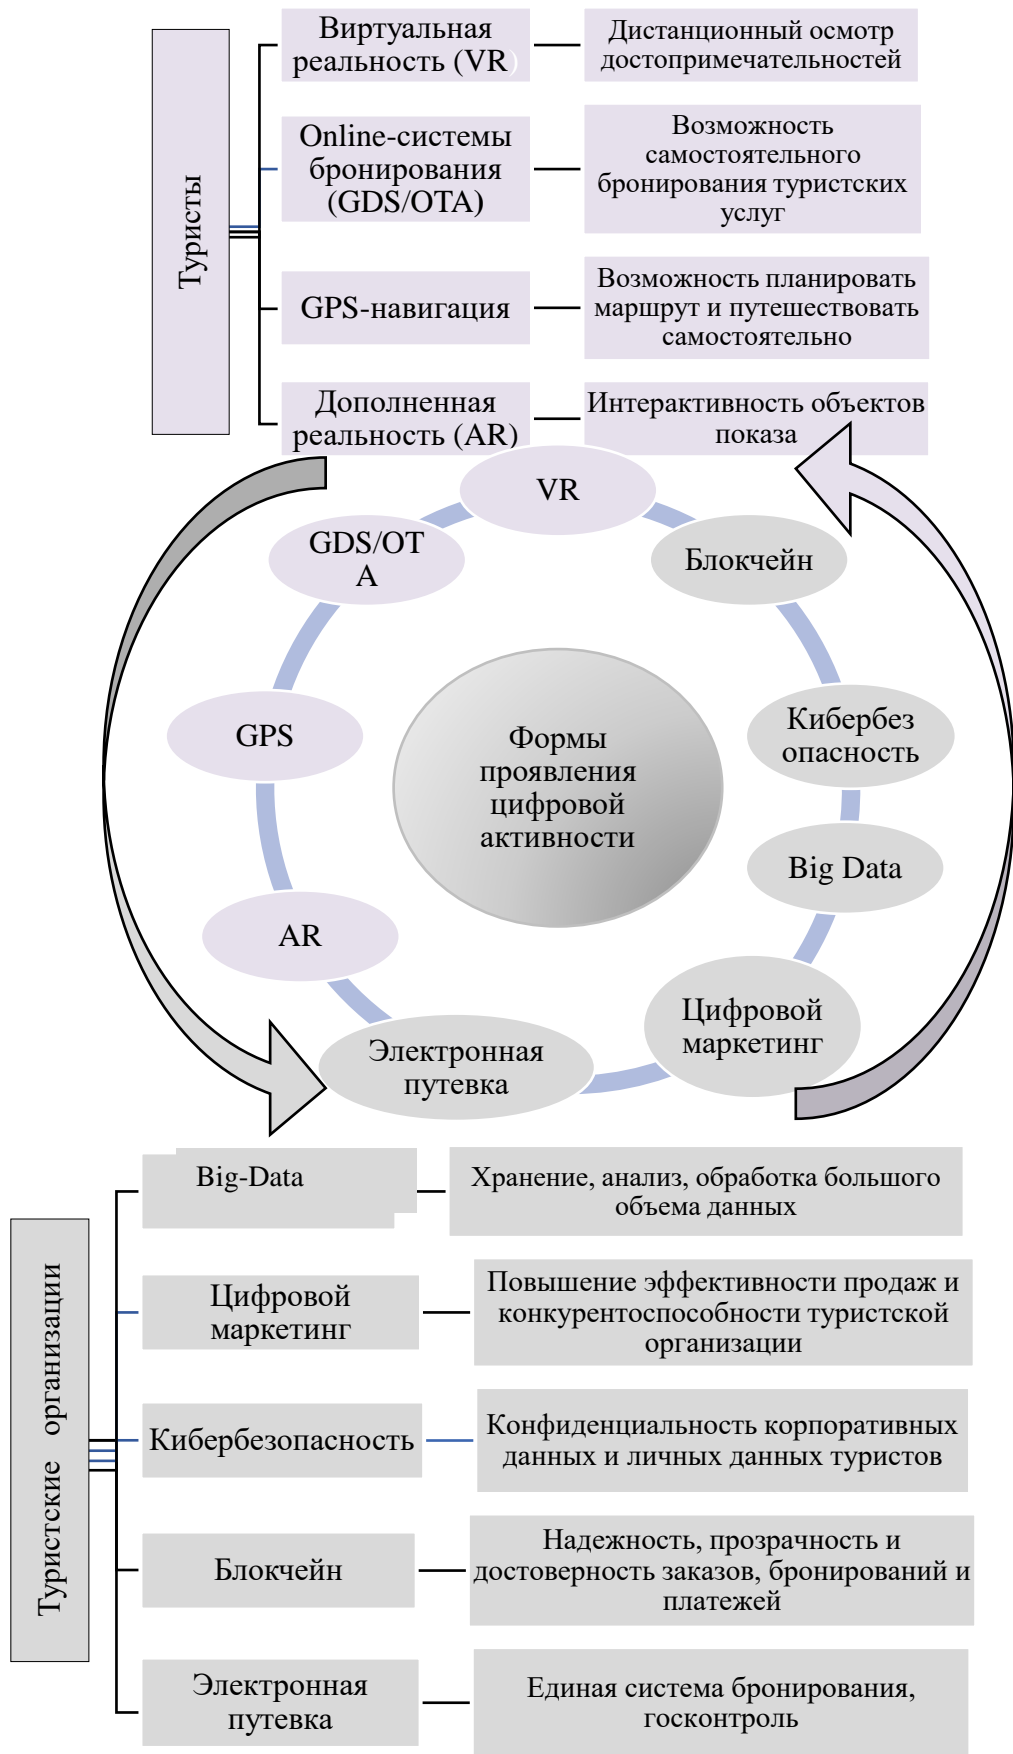 Туристы
Виртуальная
реальность (VR)
Дистанционный осмотр
достопримечательностей
Online-системы
бронирования
(GDS/OTA)
Возможность
самостоятельного
бронирования туристских
услуг
GPS-навигация
Возможность планировать
маршрут и путешествовать
самостоятельно
Дополненная
реальность (AR)
Интерактивность объектов
показа
VR
GDS/OT
A
Блокчейн
GPS
Кибербез
опасность
Формы
проявления
цифровой
активности
Big Data
AR
Цифровой
маркетинг
Электронная
путевка
Туристские организации
Big-Data
Хранение, анализ, обработка большого
объема данных
Цифровой
маркетинг
Повышение эффективности продаж и
конкурентоспособности туристской
организации
Кибербезопасность
Конфиденциальность корпоративных
данных и личных данных туристов
Блокчейн
Надежность, прозрачность и
достоверность заказов, бронирований и
платежей
Электронная
путевка
Единая система бронирования,
госконтроль